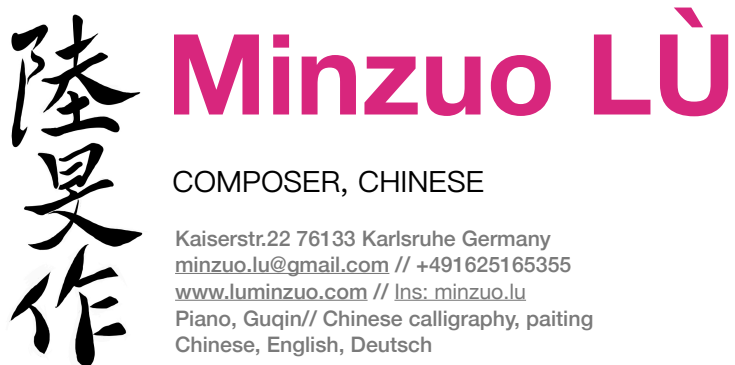 陸旻作
Minzuo LÙ
COMPOSER, CHINESE
Kaiserstr.22 76133 Karlsruhe Germany
minzuo.lu@gmail.com // +491625165355
www.luminzuo.com // Ins: minzuo.lu
Piano, Guqin// Chinese calligraphy, paiting
Chinese, English, Deutsch